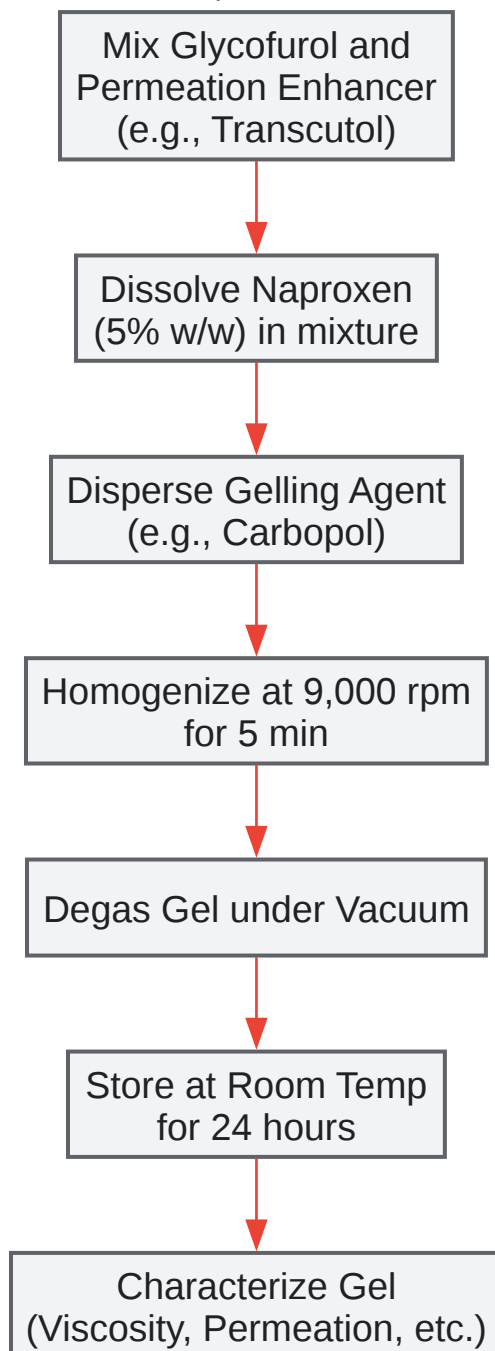 Mix Glycofurol and
Permeation Enhancer
(e.g., Transcutol)
Dissolve Naproxen
(5% w/w) in mixture
Disperse Gelling Agent
(e.g., Carbopol)
Homogenize at 9,000 rpm
for 5 min
Degas Gel under Vacuum
Store at Room Temp
for 24 hours
Characterize Gel
(Viscosity, Permeation, etc.)